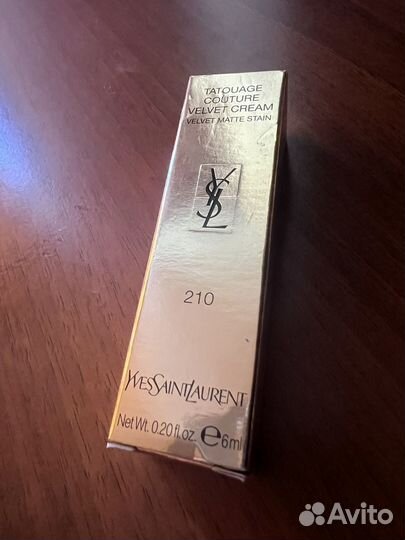 TATOUAGE
COUTURE
VELVET CREAM
VELVET MATTE STAIN
YSL
210
YVESSAINTLAURENT
Net Wt. 0.20 fl.oz. ℮6ml
Avito